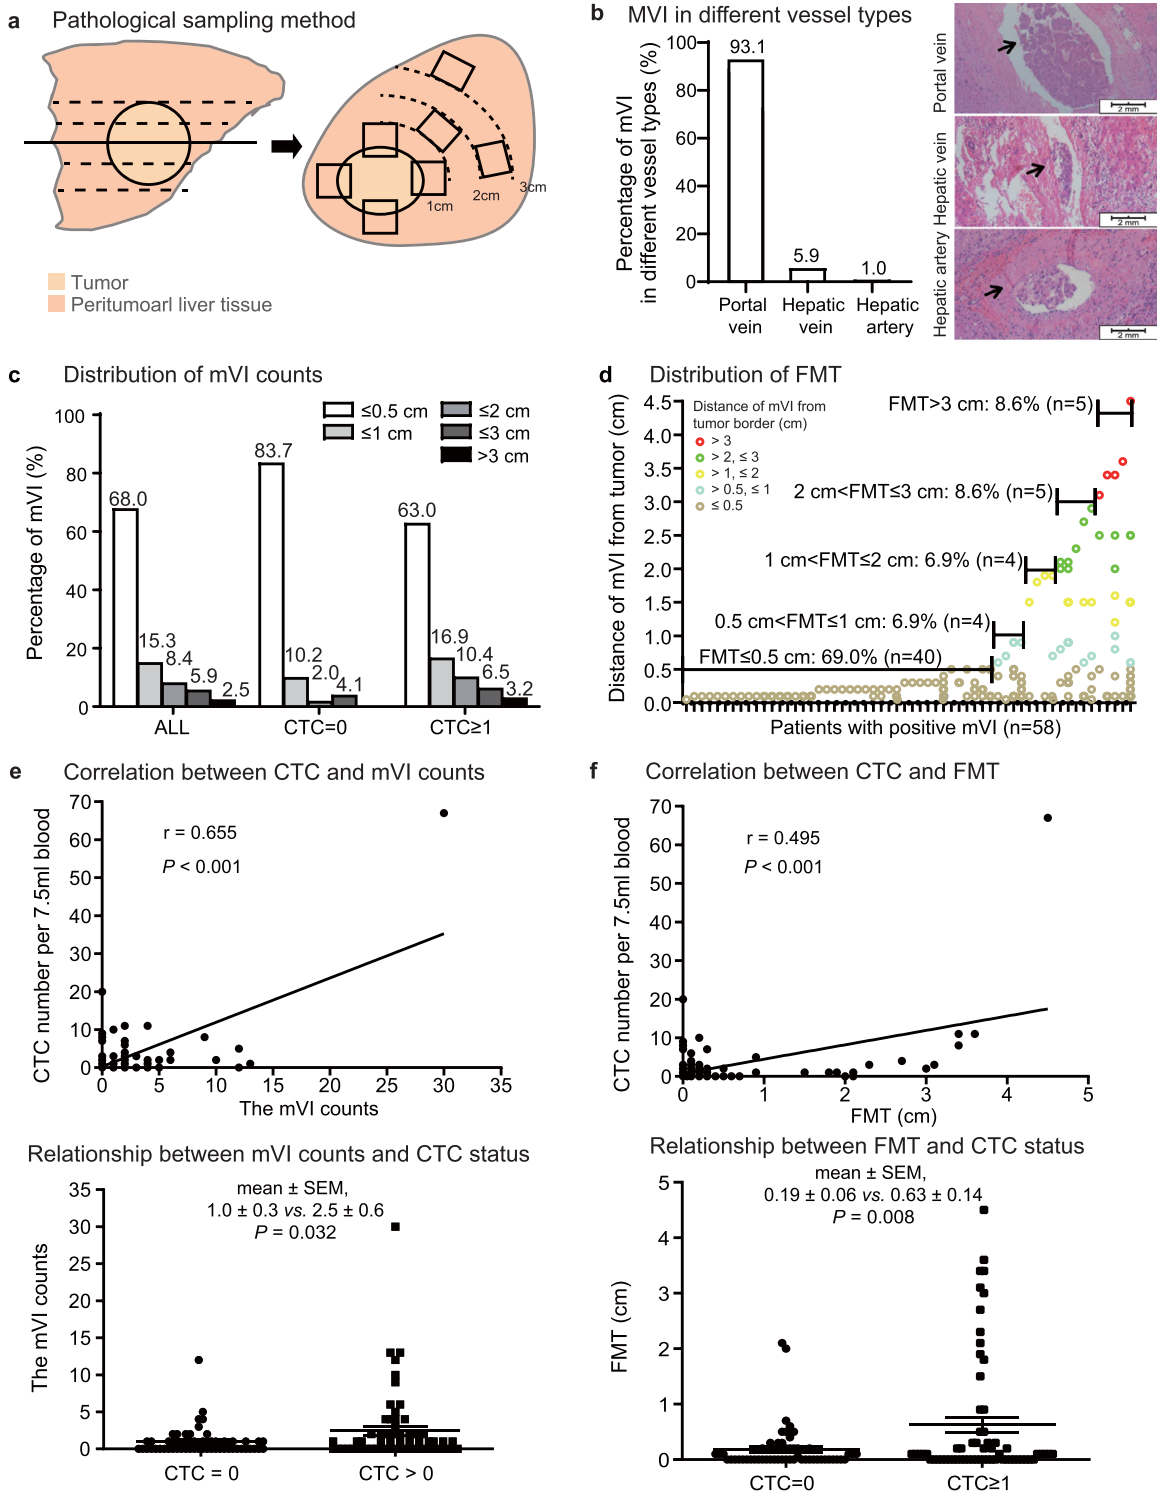 a Pathological sampling method
1cm
2cm
3cm
Tumor
Peritumoarl liver tissue
b MVI in different vessel types
Percentage of mVI
in different vessel types (%)
100
80
60
40
20
0
93.1
5.9
1.0
Portal
vein
Hepatic
vein
Hepatic
artery
Portal vein
Hepatic vein
Hepatic artery
2 mm
2 mm
2 mm
c Distribution of mVI counts
Percentage of mVI (%)
100
80
60
40
20
0
≤0.5 cm
≤1 cm
≤2 cm
≤3 cm
>3 cm
68.0
15.3
8.4
5.9
2.5
83.7
10.2
2.0
4.1
63.0
16.9
10.4
6.5
3.2
ALL
CTC=0
CTC≥1
d Distribution of FMT
Distance of mVI from tumor (cm)
4.5
4.0
3.5
3.0
2.5
2.0
1.5
1.0
0.5
0.0
Distance of mVI from
tumor border (cm)
> 3
> 2, ≤ 3
> 1, ≤ 2
> 0.5, ≤ 1
≤ 0.5
FMT>3 cm: 8.6% (n=5)
2 cm<FMT≤3 cm: 8.6% (n=5)
1 cm<FMT≤2 cm: 6.9% (n=4)
0.5 cm<FMT≤1 cm: 6.9% (n=4)
FMT≤0.5 cm: 69.0% (n=40)
Patients with positive mVI (n=58)
e Correlation between CTC and mVI counts
CTC number per 7.5ml blood
70
60
50
40
30
20
10
0
r = 0.655
P < 0.001
0 5 10 15 20 25 30 35
The mVI counts
f Correlation between CTC and FMT
CTC number per 7.5ml blood
70
60
50
40
30
20
10
0
r = 0.495
P < 0.001
0 1 2 3 4 5
FMT (cm)
Relationship between mVI counts and CTC status
mean ± SEM,
1.0 ± 0.3 vs. 2.5 ± 0.6
P = 0.032
The mVI counts
35
30
25
20
15
10
5
0
CTC = 0
CTC > 0
Relationship between FMT and CTC status
mean ± SEM,
0.19 ± 0.06 vs. 0.63 ± 0.14
P = 0.008
FMT (cm)
5
4
3
2
1
0
CTC=0
CTC≥1